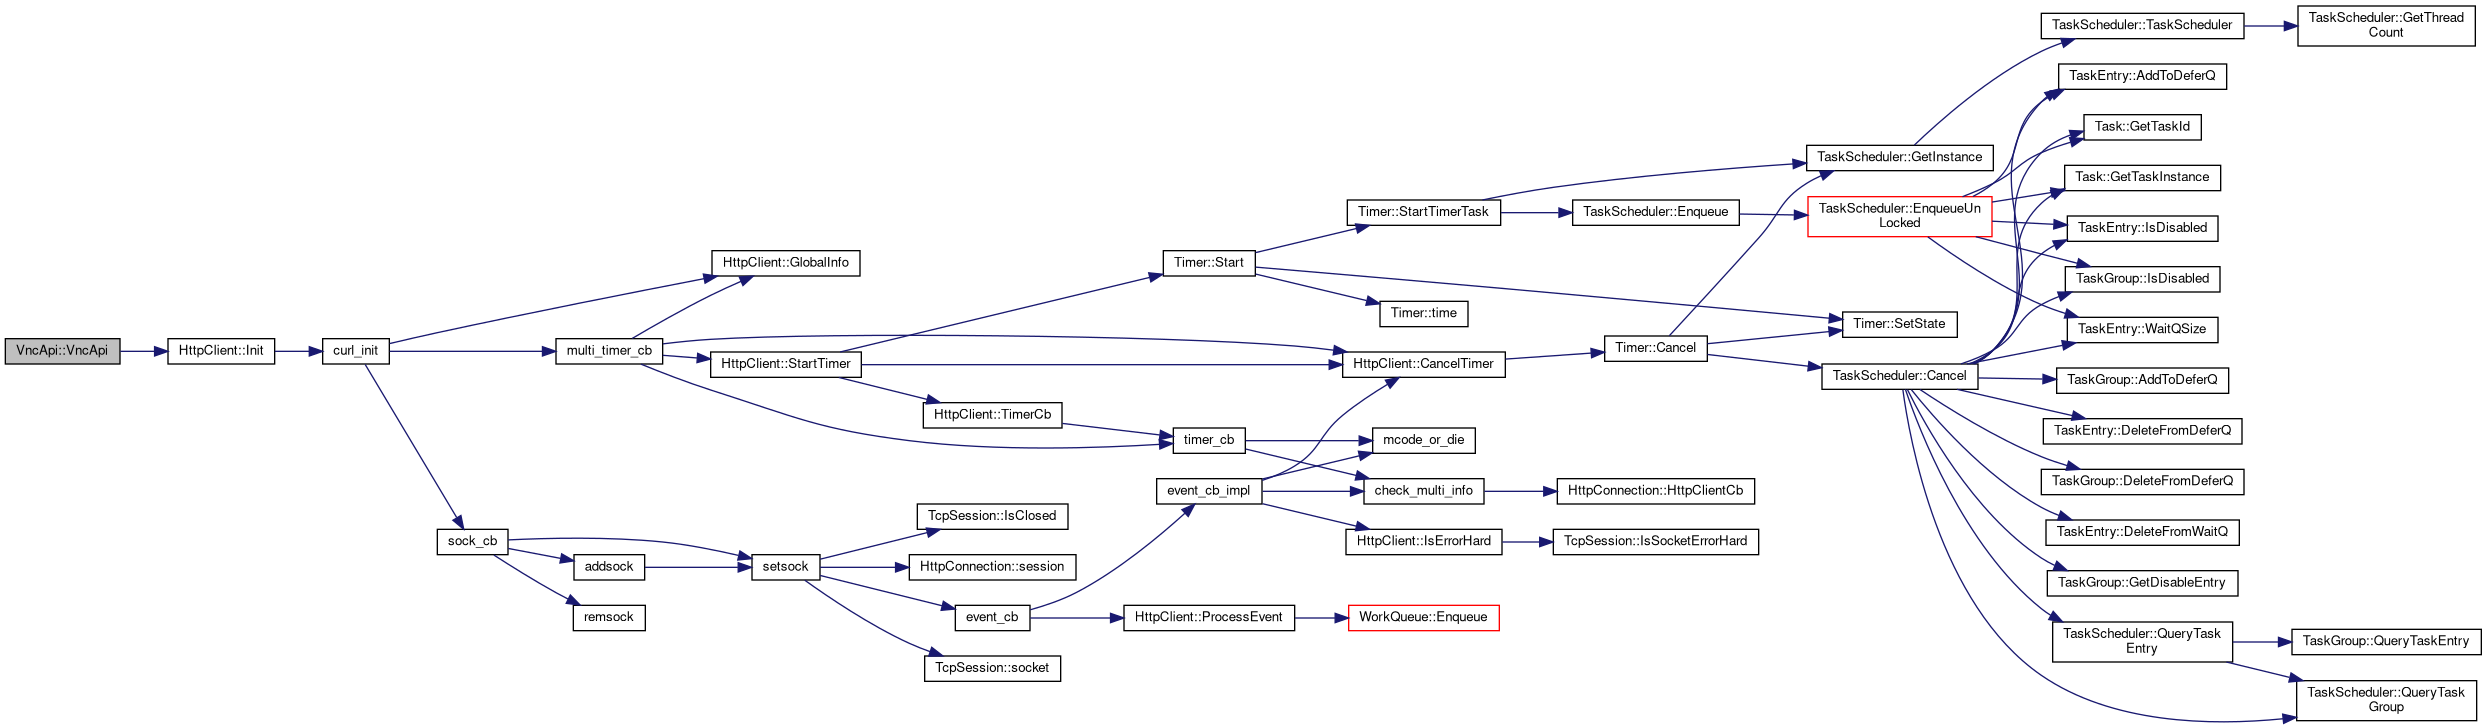 VncApi::VncApi
HttpClient::Init
curl_init
HttpClient::GlobalInfo
multi_timer_cb
HttpClient::StartTimer
HttpClient::TimerCb
sock_cb
addsock
remsock
setsock
TcpSession::IsClosed
HttpConnection::session
event_cb
TcpSession::socket
Timer::Start
timer_cb
event_cb_impl
HttpClient::ProcessEvent
Timer::StartTimerTask
Timer::time
HttpClient::CancelTimer
mcode_or_die
check_multi_info
HttpClient::IsErrorHard
WorkQueue::Enqueue
TaskScheduler::Enqueue
Timer::Cancel
HttpConnection::HttpClientCb
TcpSession::IsSocketErrorHard
TaskScheduler::GetInstance
TaskScheduler::EnqueueUn
Locked
Timer::SetState
TaskScheduler::Cancel
TaskScheduler::TaskScheduler
TaskEntry::AddToDeferQ
Task::GetTaskId
Task::GetTaskInstance
TaskEntry::IsDisabled
TaskGroup::IsDisabled
TaskEntry::WaitQSize
TaskGroup::AddToDeferQ
TaskEntry::DeleteFromDeferQ
TaskGroup::DeleteFromDeferQ
TaskEntry::DeleteFromWaitQ
TaskGroup::GetDisableEntry
TaskScheduler::QueryTask
Entry
TaskScheduler::GetThread
Count
TaskGroup::QueryTaskEntry
TaskScheduler::QueryTask
Group